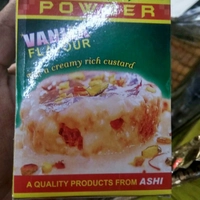 POWDER
VANILLA
FLAVOUR
a creamy rich custard
A QUALITY PRODUCTS FROM ASHI